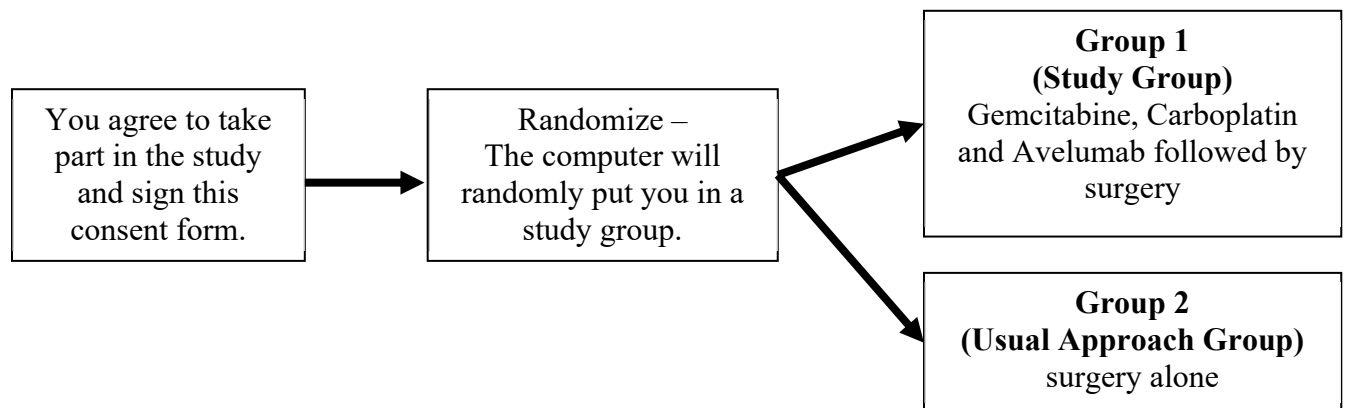 You agree to take
part in the study
and sign this
consent form.
Randomize –
The computer will
randomly put you in a
study group.
Group 1
(Study Group)
Gemcitabine, Carboplatin
and Avelumab followed by
surgery
Group 2
(Usual Approach Group)
surgery alone